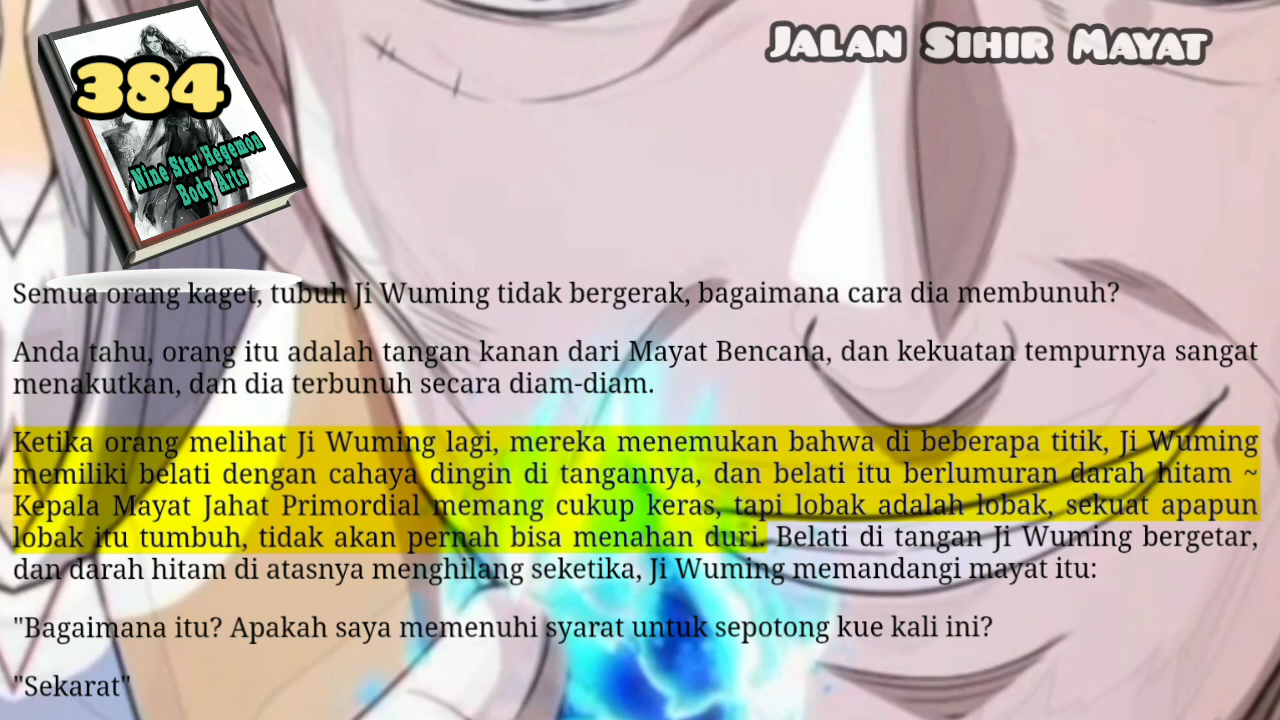 384
Nine Star Hegemon
Body Arts
Jalan Sihir Mayat
Semua orang kaget, tubuh Ji Wuming tidak bergerak, bagaimana cara dia membunuh?
Anda tahu, orang itu adalah tangan kanan dari Mayat Bencana, dan kekuatan tempurnya sangat
menakutkan, dan dia terbunuh secara diam-diam.
Ketika orang melihat Ji Wuming lagi, mereka menemukan bahwa di beberapa titik, Ji Wuming
memiliki belati dengan cahaya dingin di tangannya, dan belati itu berlumuran darah hitam ~
Kepala Mayat Jahat Primordial memang cukup keras, tapi lobak adalah lobak, sekuat apapun
lobak itu tumbuh, tidak akan pernah bisa menahan duri. Belati di tangan Ji Wuming bergetar,
dan darah hitam di atasnya menghilang seketika, Ji Wuming memandangi mayat itu:
"Bagaimana itu? Apakah saya memenuhi syarat untuk sepotong kue kali ini?
"Sekarat"